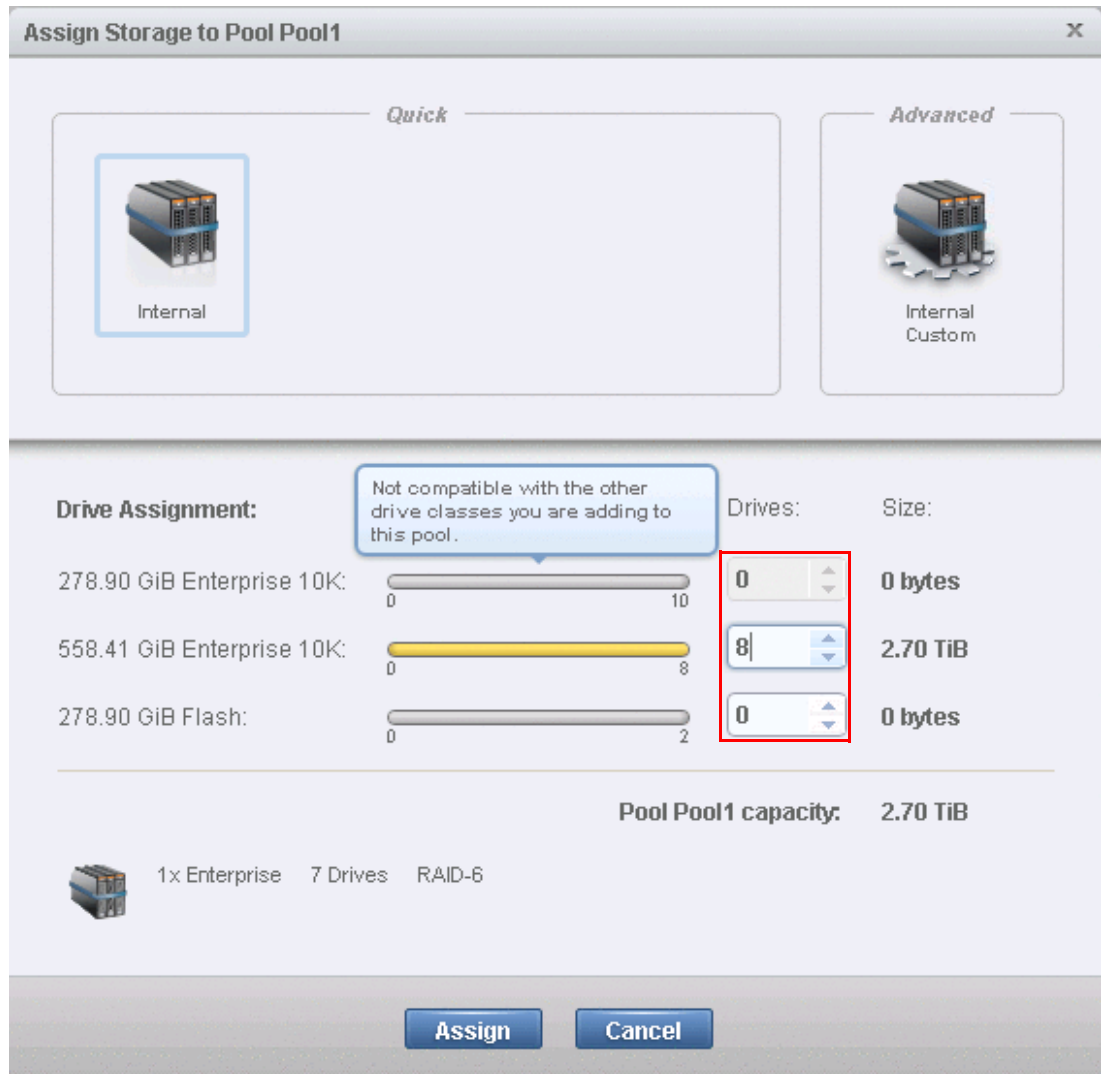 Assign Storage to Pool Pool1
x
Quick
Advanced
Internal
Internal
Custom
Not compatible with the other
drive classes you are adding to
this pool.
Drive Assignment:
Drives:
Size:
278.90 GiB Enterprise 10K:
0
10
0
0 bytes
558.41 GiB Enterprise 10K:
0
8
8
2.70 TiB
278.90 GiB Flash:
0
2
0
0 bytes
Pool Pool1 capacity:
2.70 TiB
1x Enterprise 7 Drives RAID-6
Assign
Cancel